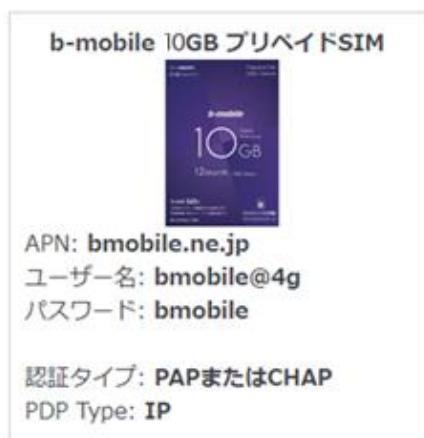 b-mobile 10GB プリペイドSIM
b-mobile
10
GB
APN: bmobile.ne.jp
ユーザー名: bmobile@4g
パスワード: bmobile
認証タイプ: PAPまたはCHAP
PDP Type: IP